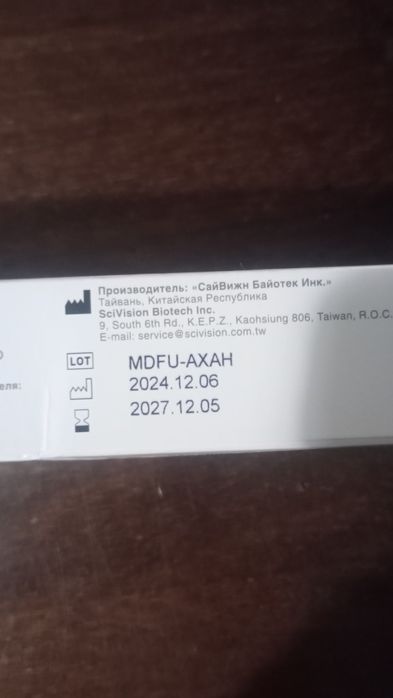 Производитель: «СайВижн Байотек Инк.»
Тайвань, Китайская Республика
SciVision Biotech Inc.
9, South 6th Rd., K.E.P.Z., Kaohsiung 806, Taiwan, R.O.C.
E-mail: service@scivision.com.tw
еля:
LOT MDFU-AXAH
2024.12.06
2027.12.05